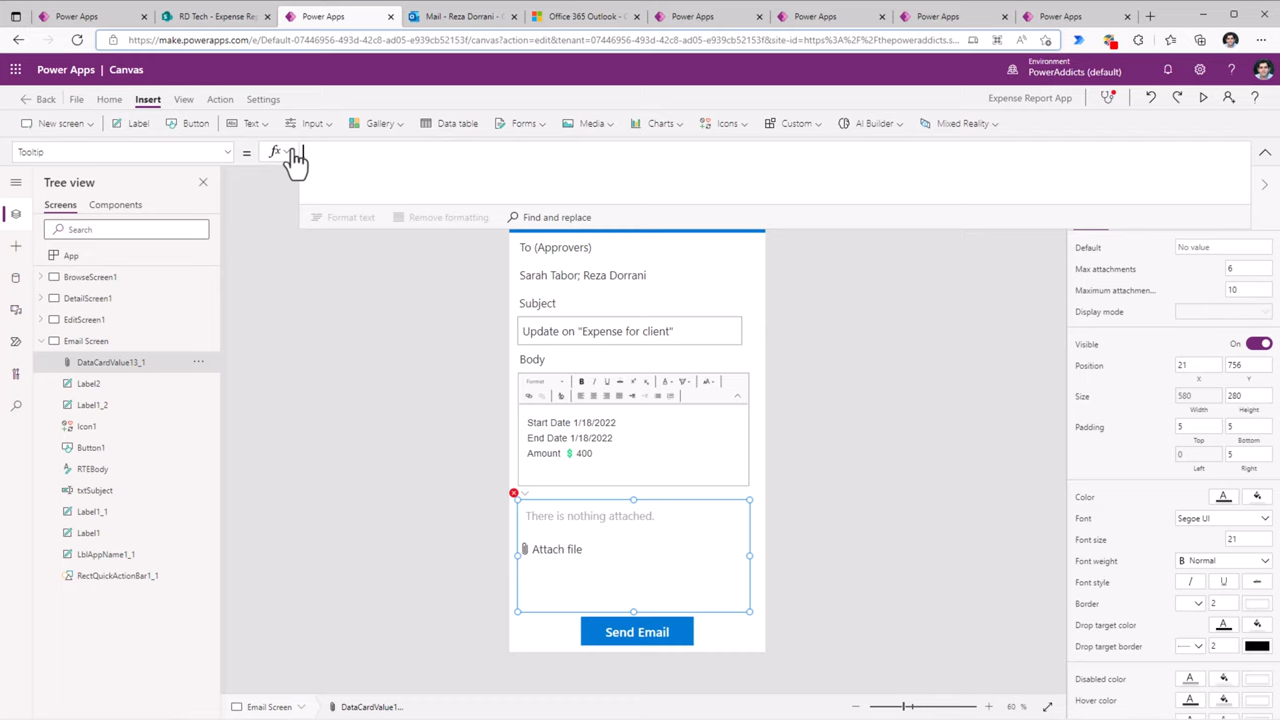 Power Apps
RD Tech - Expense Rep
Power Apps
Mail - Reza Dorrani - O
Office 365 Outlook - Co
Power Apps
Power Apps
Power Apps
Power Apps
https://make.powerapps.com/e/Default-07446956-493d-42c8-ad05-e939cb52153f/canvas?action=edit&tenant=07446956-493d-42c8-ad05-e939cb52153f&site-id=https%3A%2F%2Fthepoweraddicts.s...
Power Apps | Canvas
Environment
PowerAddicts (default)
Back File Home Insert View Action Settings
Expense Report App
New screen Label Button Text Input Gallery Data table Forms Media Charts Icons Custom AI Builder Mixed Reality
Tooltip = fx
Format text Remove formatting Find and replace
Tree view
Screens Components
Search
App
BrowseScreen1
DetailScreen1
EditScreen1
Email Screen
DataCardValue13_1
Label2
Label1_2
Icon1
Button1
RTEBody
txtSubject
Label1_1
Label1
LblAppName1_1
RectQuickActionBar1_1
To (Approvers)
Sarah Tabor; Reza Dorrani
Subject
Update on "Expense for client"
Body
Format
Start Date 1/18/2022
End Date 1/18/2022
Amount 💲 400
There is nothing attached.
Attach file
Send Email
Default No value
Max attachments 6
Maximum attachmen... 10
Display mode
Visible On
Position 21 756
X Y
Size 580 280
Width Height
Padding 5 5
Top Bottom
0 5
Left Right
Color
Font Segoe UI
Font size 21
Font weight B Normal
Font style
Border 2
Drop target color
Drop target border 2
Disabled color
Hover color
Email Screen DataCardValue1...
60 %